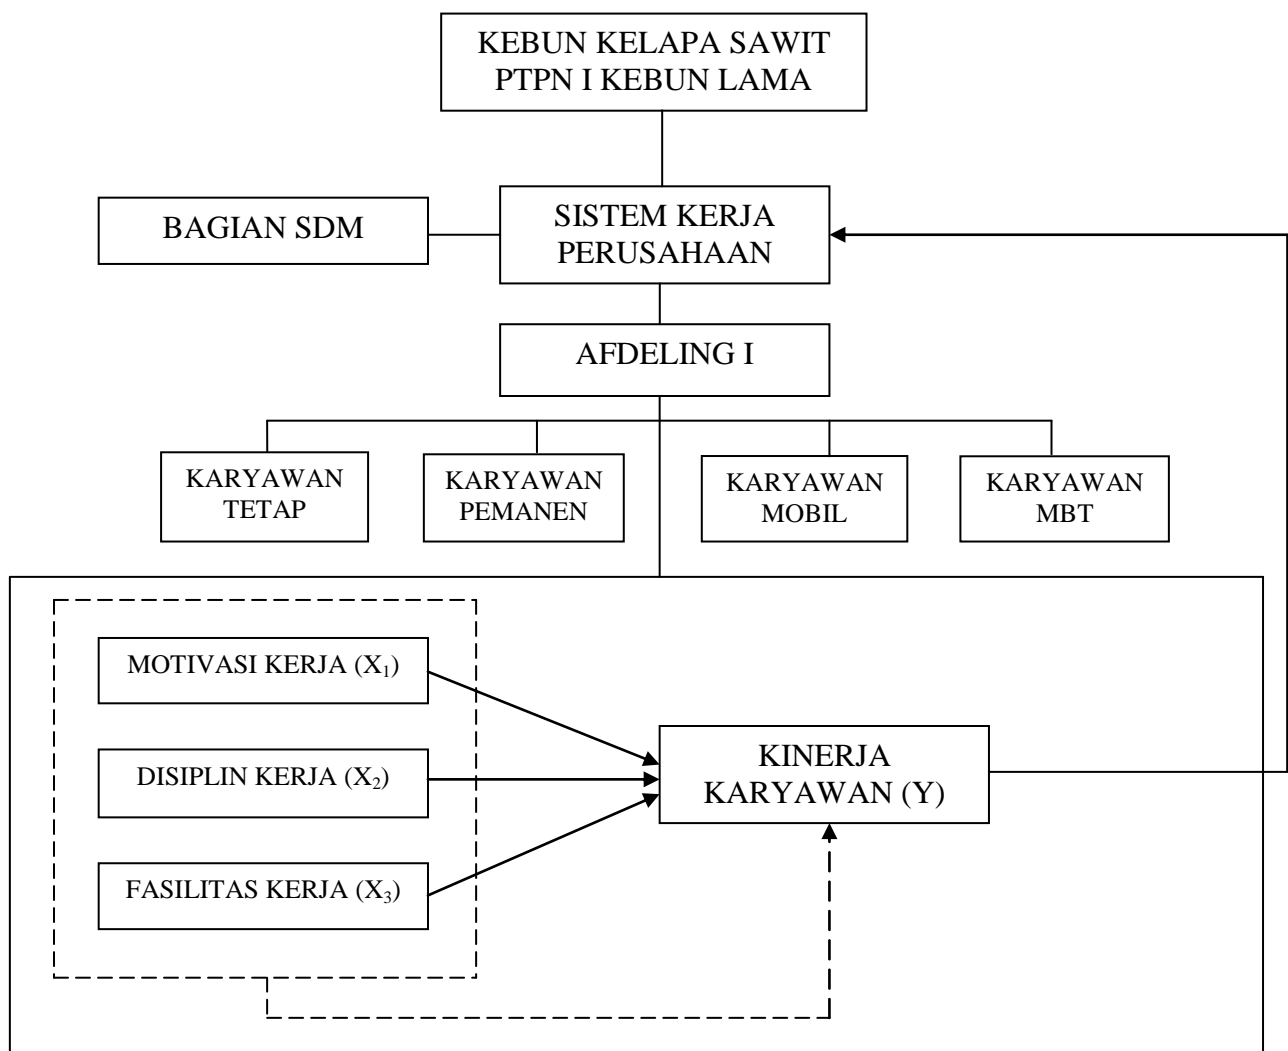 KEBUN KELAPA SAWIT
PTPN I KEBUN LAMA
BAGIAN SDM
SISTEM KERJA
PERUSAHAAN
AFDELING I
KARYAWAN
TETAP
KARYAWAN
PEMANEN
KARYAWAN
MOBIL
KARYAWAN
MBT
MOTIVASI KERJA (X₁)
DISIPLIN KERJA (X₂)
FASILITAS KERJA (X₃)
KINERJA
KARYAWAN (Y)